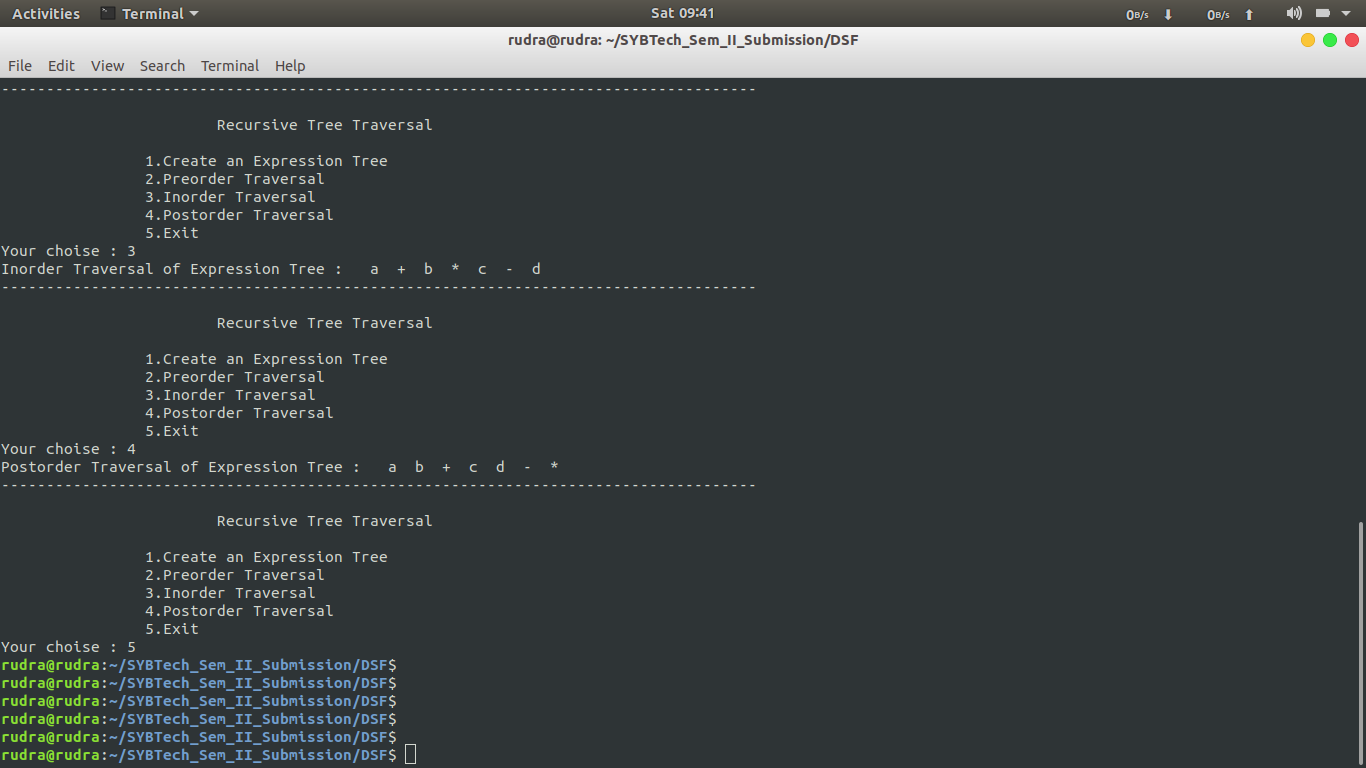 Activities Terminal Sat 09:41 0B/s 0B/s
rudra@rudra: ~/SYBTech_Sem_II_Submission/DSF
File Edit View Search Terminal Help
------------------------------------------------------------------------------------
Recursive Tree Traversal
1.Create an Expression Tree
2.Preorder Traversal
3.Inorder Traversal
4.Postorder Traversal
5.Exit
Your choise : 3
Inorder Traversal of Expression Tree :   a  +  b  *  c  -  d
------------------------------------------------------------------------------------
Recursive Tree Traversal
1.Create an Expression Tree
2.Preorder Traversal
3.Inorder Traversal
4.Postorder Traversal
5.Exit
Your choise : 4
Postorder Traversal of Expression Tree :   a  b  +  c  d  -  *
------------------------------------------------------------------------------------
Recursive Tree Traversal
1.Create an Expression Tree
2.Preorder Traversal
3.Inorder Traversal
4.Postorder Traversal
5.Exit
Your choise : 5
rudra@rudra:~/SYBTech_Sem_II_Submission/DSF$
rudra@rudra:~/SYBTech_Sem_II_Submission/DSF$
rudra@rudra:~/SYBTech_Sem_II_Submission/DSF$
rudra@rudra:~/SYBTech_Sem_II_Submission/DSF$
rudra@rudra:~/SYBTech_Sem_II_Submission/DSF$
rudra@rudra:~/SYBTech_Sem_II_Submission/DSF$